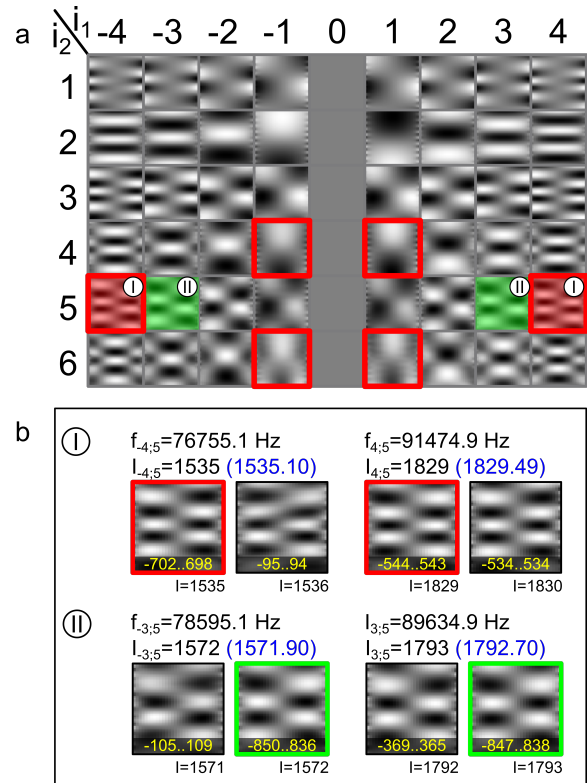 a
i₁
i₂
-4 -3 -2 -1 0 1 2 3 4
1
2
3
4
5 I II II I
6
b
I
f-4;5=76755.1 Hz
I-4;5=1535 (1535.10)
f4;5=91474.9 Hz
I4;5=1829 (1829.49)
-702..698 -95..94 -544..543 -534..534
I=1535 I=1536 I=1829 I=1830
II
f-3;5=78595.1 Hz
I-3;5=1572 (1571.90)
I3;5=89634.9 Hz
I3;5=1793 (1792.70)
-105..109 -850..836 -369..365 -847..838
I=1571 I=1572 I=1792 I=1793